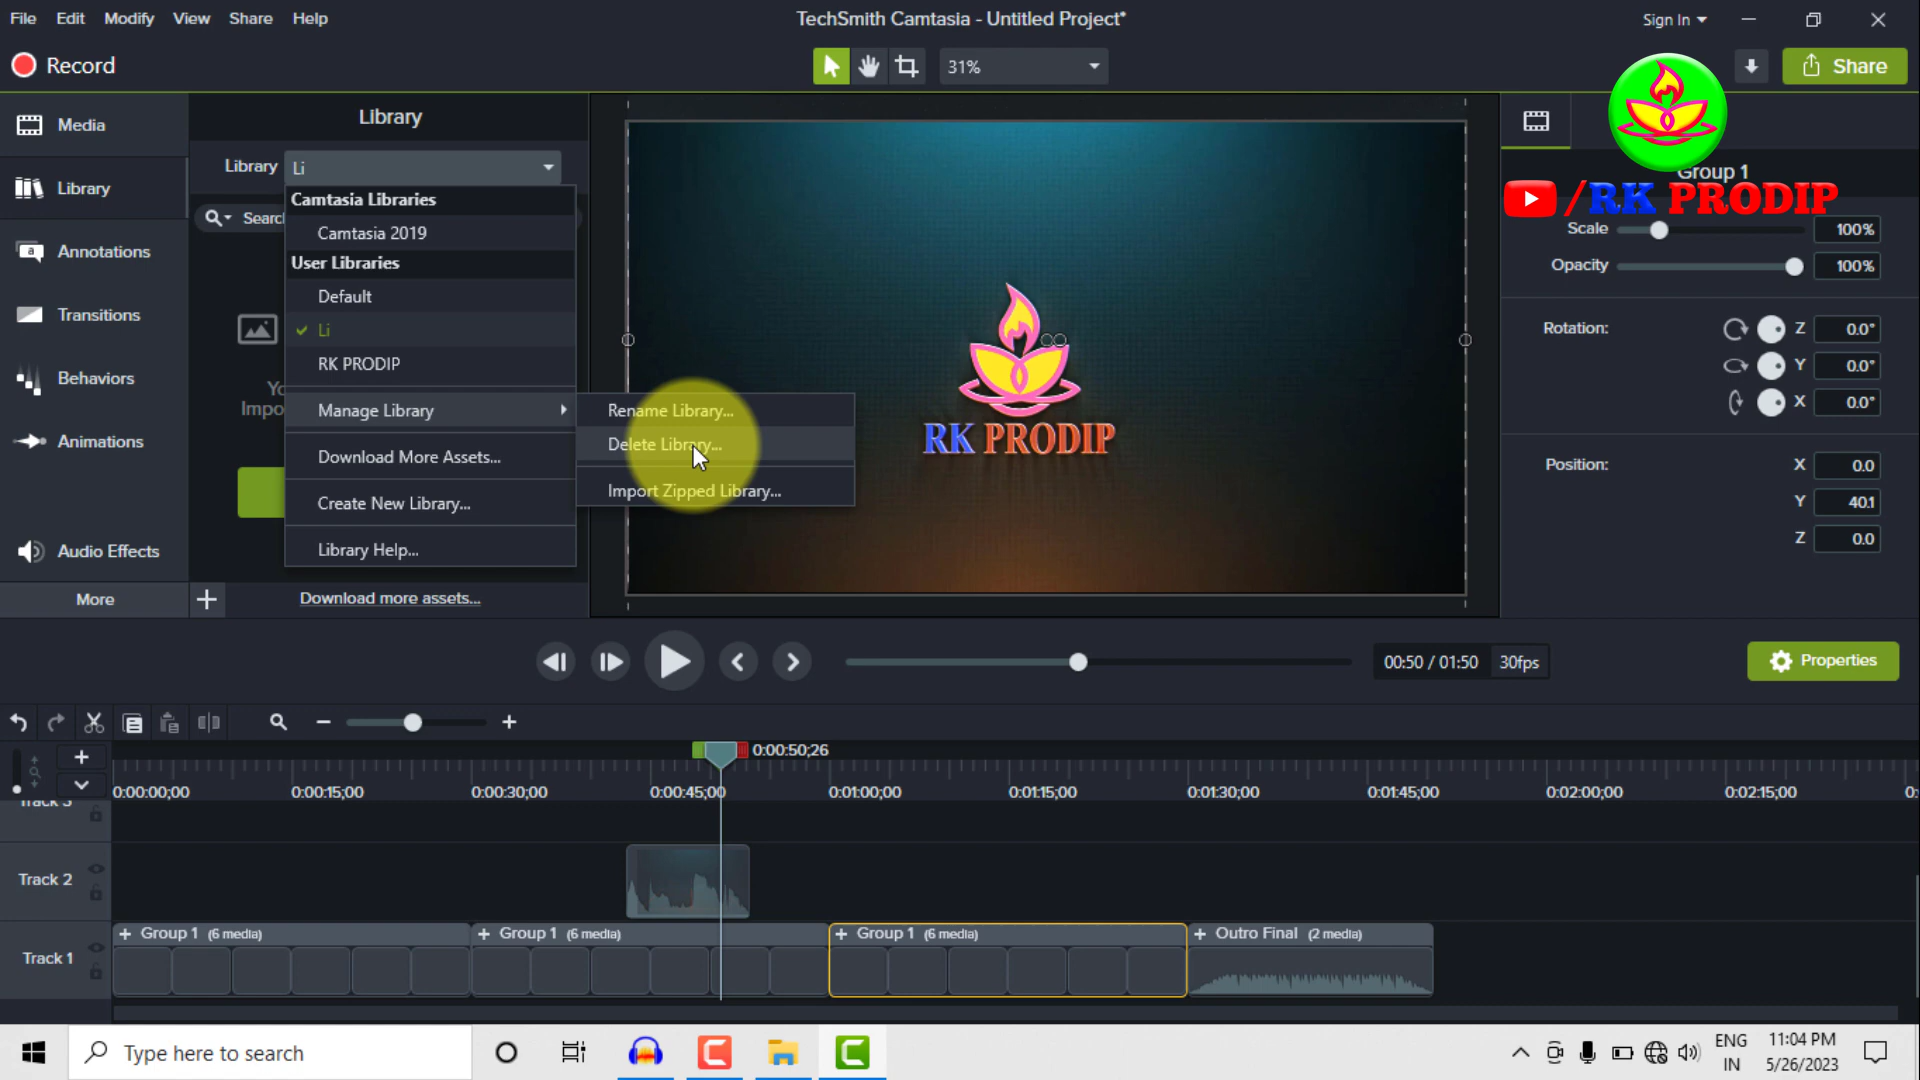 File Edit Modify View Share Help
TechSmith Camtasia - Untitled Project*
Sign In
Record
31%
Share
Media
Library
Annotations
Transitions
Behaviors
Animations
Audio Effects
More
Library
Library Li
Camtasia Libraries
Camtasia 2019
User Libraries
Default
Li
RK PRODIP
Manage Library
Download More Assets...
Create New Library...
Library Help...
Download more assets...
Rename Library...
Delete Library...
Import Zipped Library...
RK PRODIP
Group 1
/RK PRODIP
Scale 100%
Opacity 100%
Rotation: Z 0.0°
Y 0.0°
X 0.0°
Position: X 0.0
Y 40.1
Z 0.0
00:50 / 01:50 30fps
Properties
0:00:50;26
0:00:00;00 0:00:15;00 0:00:30;00 0:00:45;00 0:01:00;00 0:01:15;00 0:01:30;00 0:01:45;00 0:02:00;00 0:02:15;00
Track 3
Track 2
Track 1
Group 1 (6 media) Group 1 (6 media) Group 1 (6 media) Outro Final (2 media)
Type here to search
ENG
IN
11:04 PM
5/26/2023